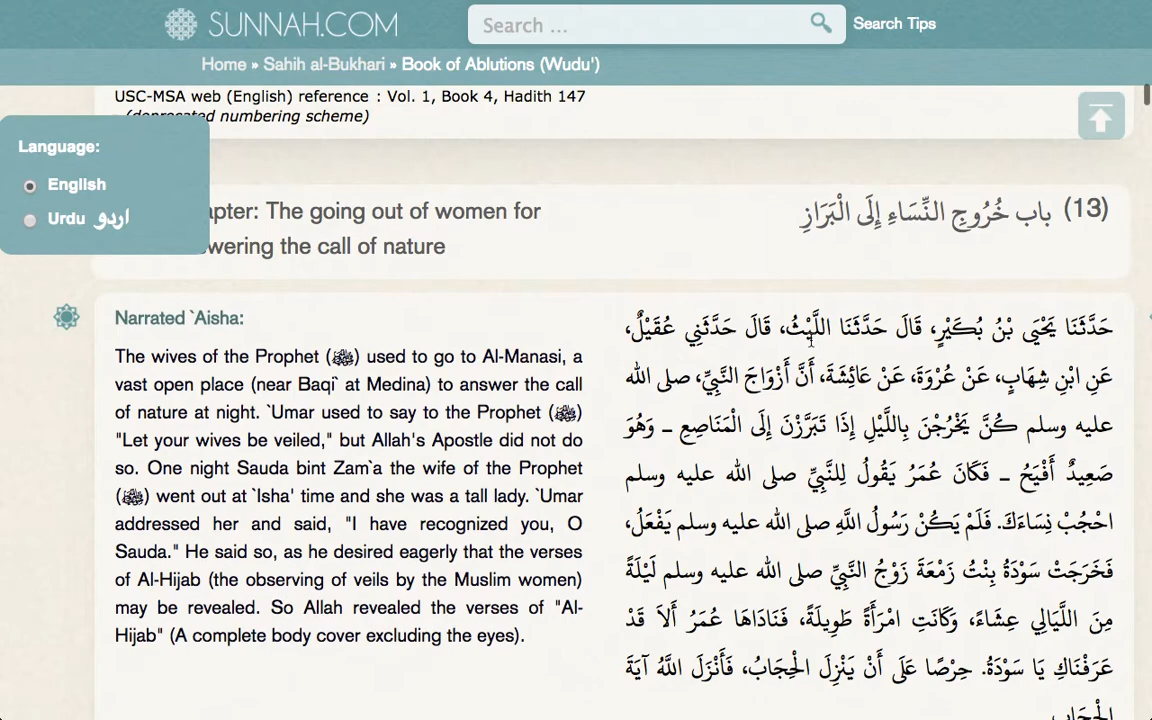 SUNNAH.COM
Search ...
Search Tips
Home » Sahih al-Bukhari » Book of Ablutions (Wudu')
USC-MSA web (English) reference : Vol. 1, Book 4, Hadith 147
(deprecated numbering scheme)
Language:
English
Urdu اردو
apter: The going out of women for
wering the call of nature
(13) باب خُرُوجِ النِّسَاءِ إِلَى الْبَرَازِ
Narrated `Aisha:
The wives of the Prophet (ﷺ) used to go to Al-Manasi, a
vast open place (near Baqi` at Medina) to answer the call
of nature at night. `Umar used to say to the Prophet (ﷺ)
"Let your wives be veiled," but Allah's Apostle did not do
so. One night Sauda bint Zam`a the wife of the Prophet
(ﷺ) went out at `Isha' time and she was a tall lady. `Umar
addressed her and said, "I have recognized you, O
Sauda." He said so, as he desired eagerly that the verses
of Al-Hijab (the observing of veils by the Muslim women)
may be revealed. So Allah revealed the verses of "Al-
Hijab" (A complete body cover excluding the eyes).
حَدَّثَنَا يَحْيَى بْنُ بُكَيْرٍ، قَالَ حَدَّثَنَا اللَّيْثُ، قَالَ حَدَّثَنِي عُقَيْلٌ،
عَنِ ابْنِ شِهَابٍ، عَنْ عُرْوَةَ، عَنْ عَائِشَةَ، أَنَّ أَزْوَاجَ النَّبِيِّ، صلى الله
عليه وسلم كُنَّ يَخْرُجْنَ بِاللَّيْلِ إِذَا تَبَرَّزْنَ إِلَى الْمَنَاصِعِ ـ وَهُوَ
صَعِيدٌ أَفْيَحُ ـ فَكَانَ عُمَرُ يَقُولُ لِلنَّبِيِّ صلى الله عليه وسلم
احْجُبْ نِسَاءَكَ. فَلَمْ يَكُنْ رَسُولُ اللَّهِ صلى الله عليه وسلم يَفْعَلُ،
فَخَرَجَتْ سَوْدَةُ بِنْتُ زَمْعَةَ زَوْجُ النَّبِيِّ صلى الله عليه وسلم لَيْلَةً
مِنَ اللَّيَالِي عِشَاءً، وَكَانَتِ امْرَأَةً طَوِيلَةً، فَنَادَاهَا عُمَرُ أَلاَ قَدْ
عَرَفْنَاكِ يَا سَوْدَةُ. حِرْصًا عَلَى أَنْ يَنْزِلَ الْحِجَابُ، فَأَنْزَلَ اللَّهُ آيَةَ
الْحِجَابِ